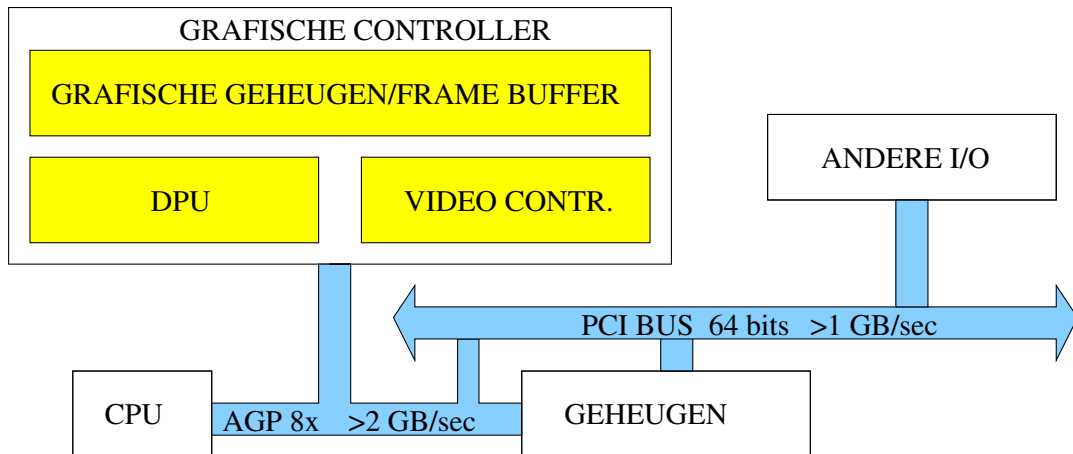 GRAFISCHE CONTROLLER
GRAFISCHE GEHEUGEN/FRAME BUFFER
DPU
VIDEO CONTR.
ANDERE I/O
PCI BUS 64 bits >1 GB/sec
CPU
AGP 8x >2 GB/sec
GEHEUGEN